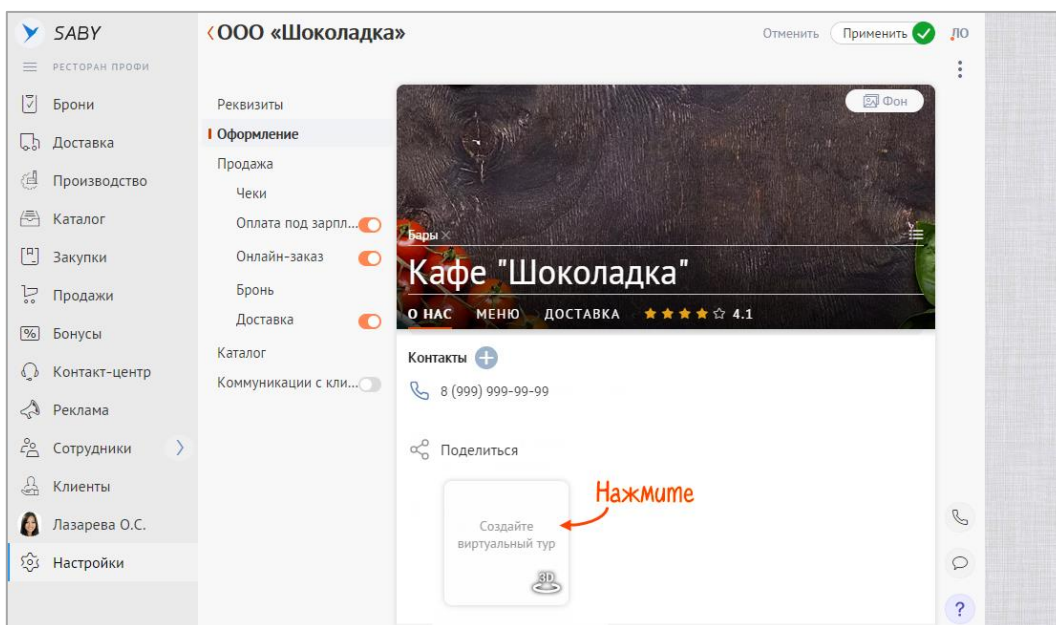 SABY
РЕСТОРАН ПРОФИ
Брони
Доставка
Производство
Каталог
Закупки
Продажи
Бонусы
Контакт-центр
Реклама
Сотрудники
Клиенты
Лазарева О.С.
Настройки
ООО «Шоколадка»
Отменить
Применить
ЛО
Реквизиты
Оформление
Продажа
Чеки
Оплата под зарпл...
Онлайн-заказ
Бронь
Доставка
Каталог
Коммуникации с кли...
Фон
Бары
Кафе "Шоколадка"
О НАС МЕНЮ ДОСТАВКА 4.1
Контакты
8 (999) 999-99-99
Поделиться
Нажмите
Создайте
виртуальный тур
3D
?